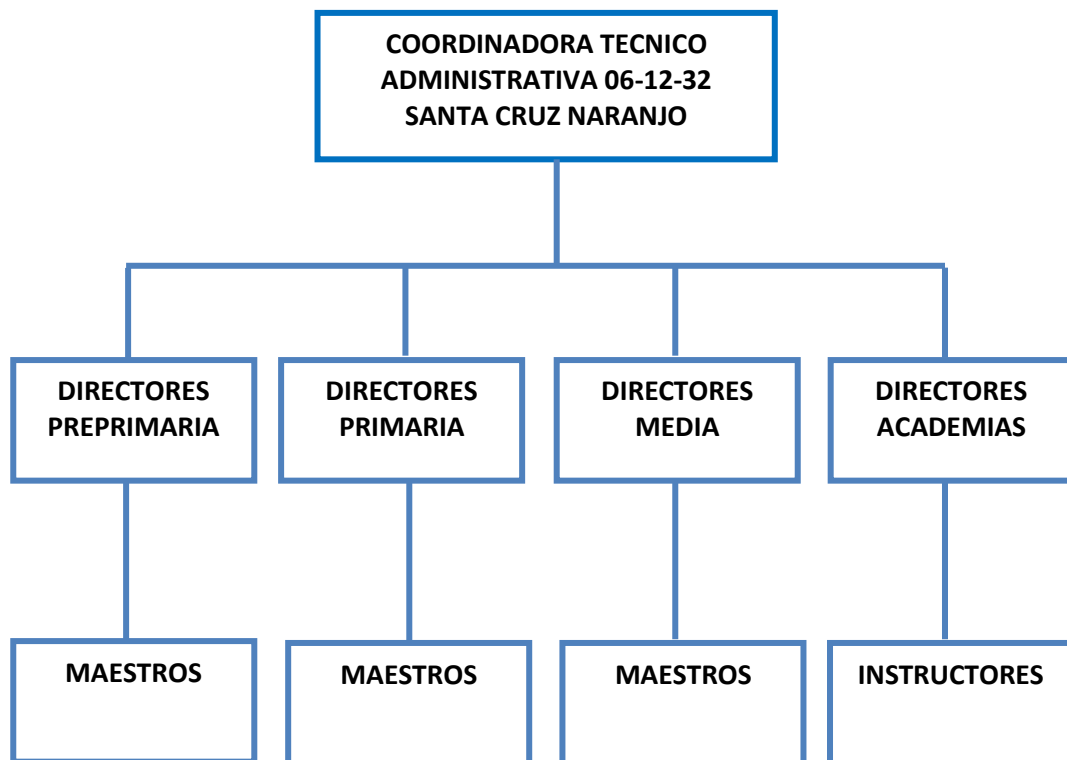 COORDINADORA TECNICO
ADMINISTRATIVA 06-12-32
SANTA CRUZ NARANJO
DIRECTORES
PREPRIMARIA
DIRECTORES
PRIMARIA
DIRECTORES
MEDIA
DIRECTORES
ACADEMIAS
MAESTROS
MAESTROS
MAESTROS
INSTRUCTORES